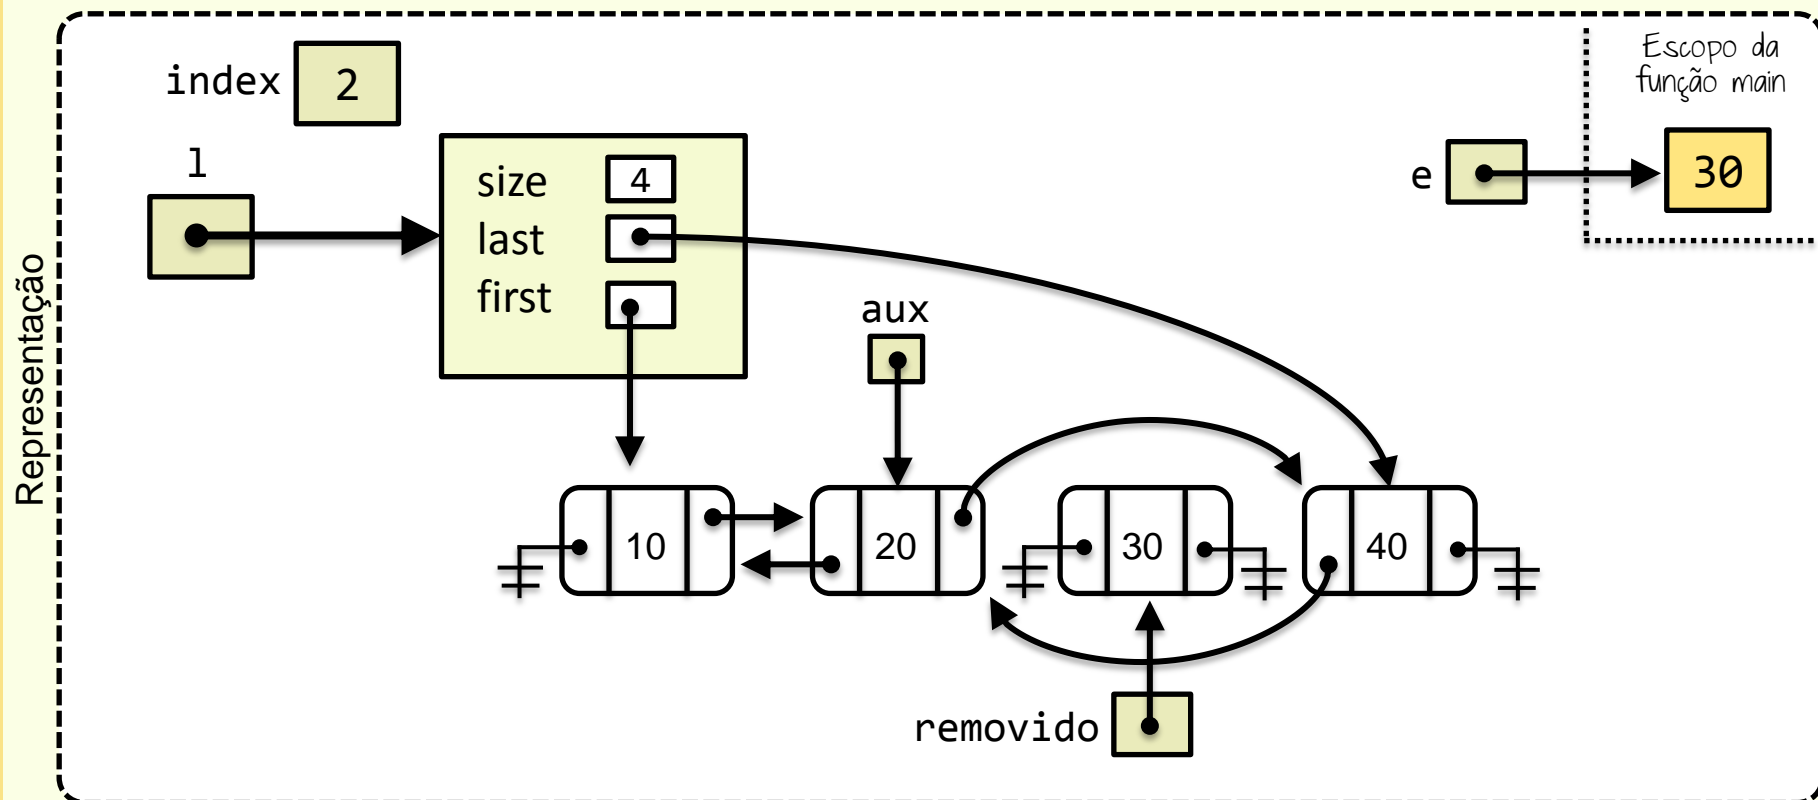 Representação
index 2
l
size 4
last
first
aux
e
30
Escopo da
função main
10
20
30
40
removido